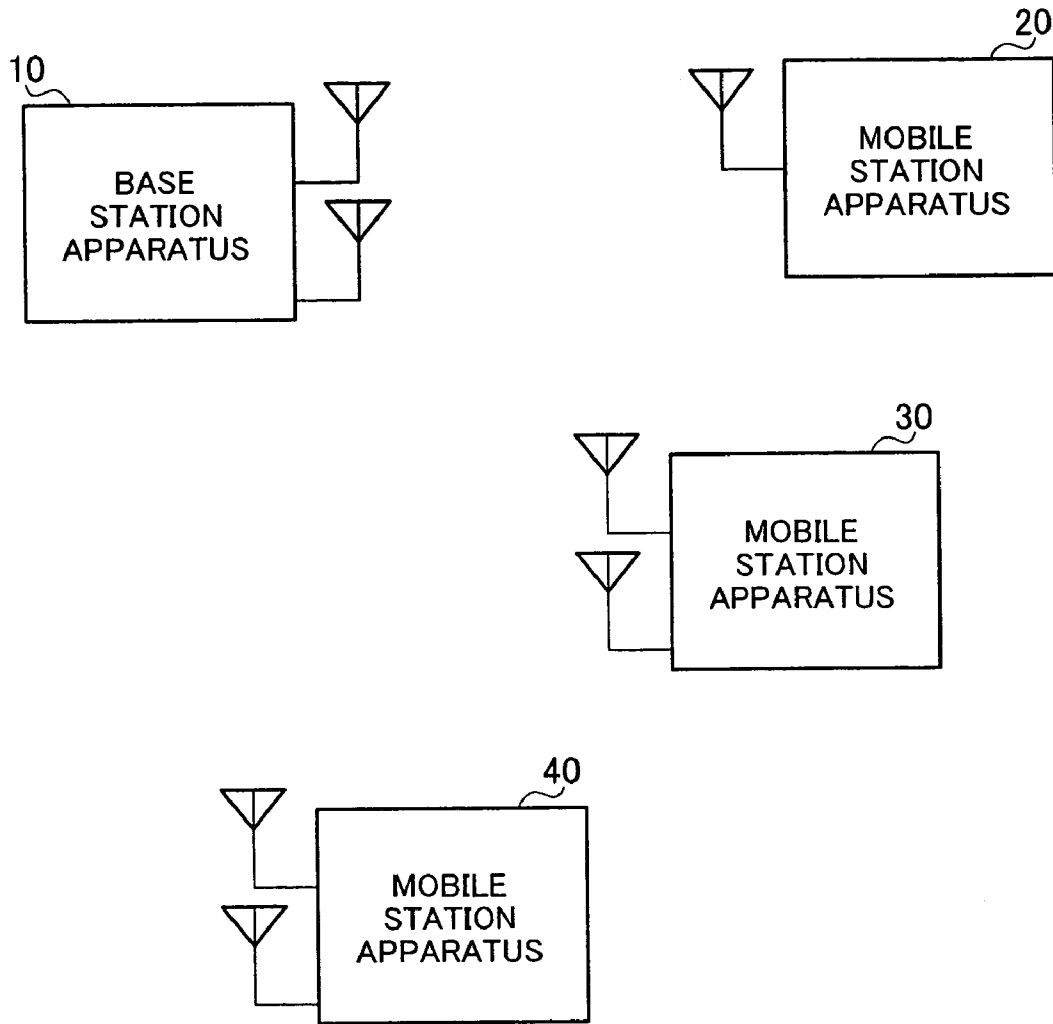 10
BASE
STATION
APPARATUS
20
MOBILE
STATION
APPARATUS
30
MOBILE
STATION
APPARATUS
40
MOBILE
STATION
APPARATUS